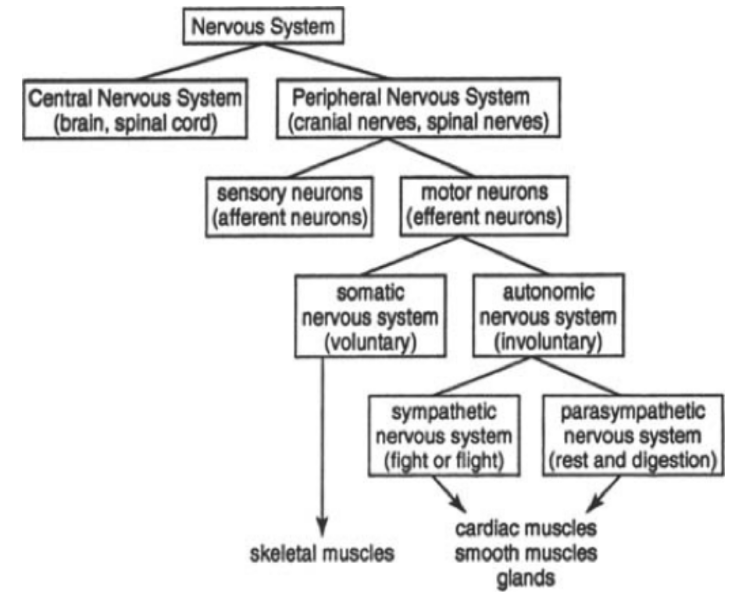 Nervous System
Central Nervous System
(brain, spinal cord)
Peripheral Nervous System
(cranial nerves, spinal nerves)
sensory neurons
(afferent neurons)
motor neurons
(efferent neurons)
somatic
nervous system
(voluntary)
autonomic
nervous system
(involuntary)
sympathetic
nervous system
(fight or flight)
parasympathetic
nervous system
(rest and digestion)
skeletal muscles
cardiac muscles
smooth muscles
glands